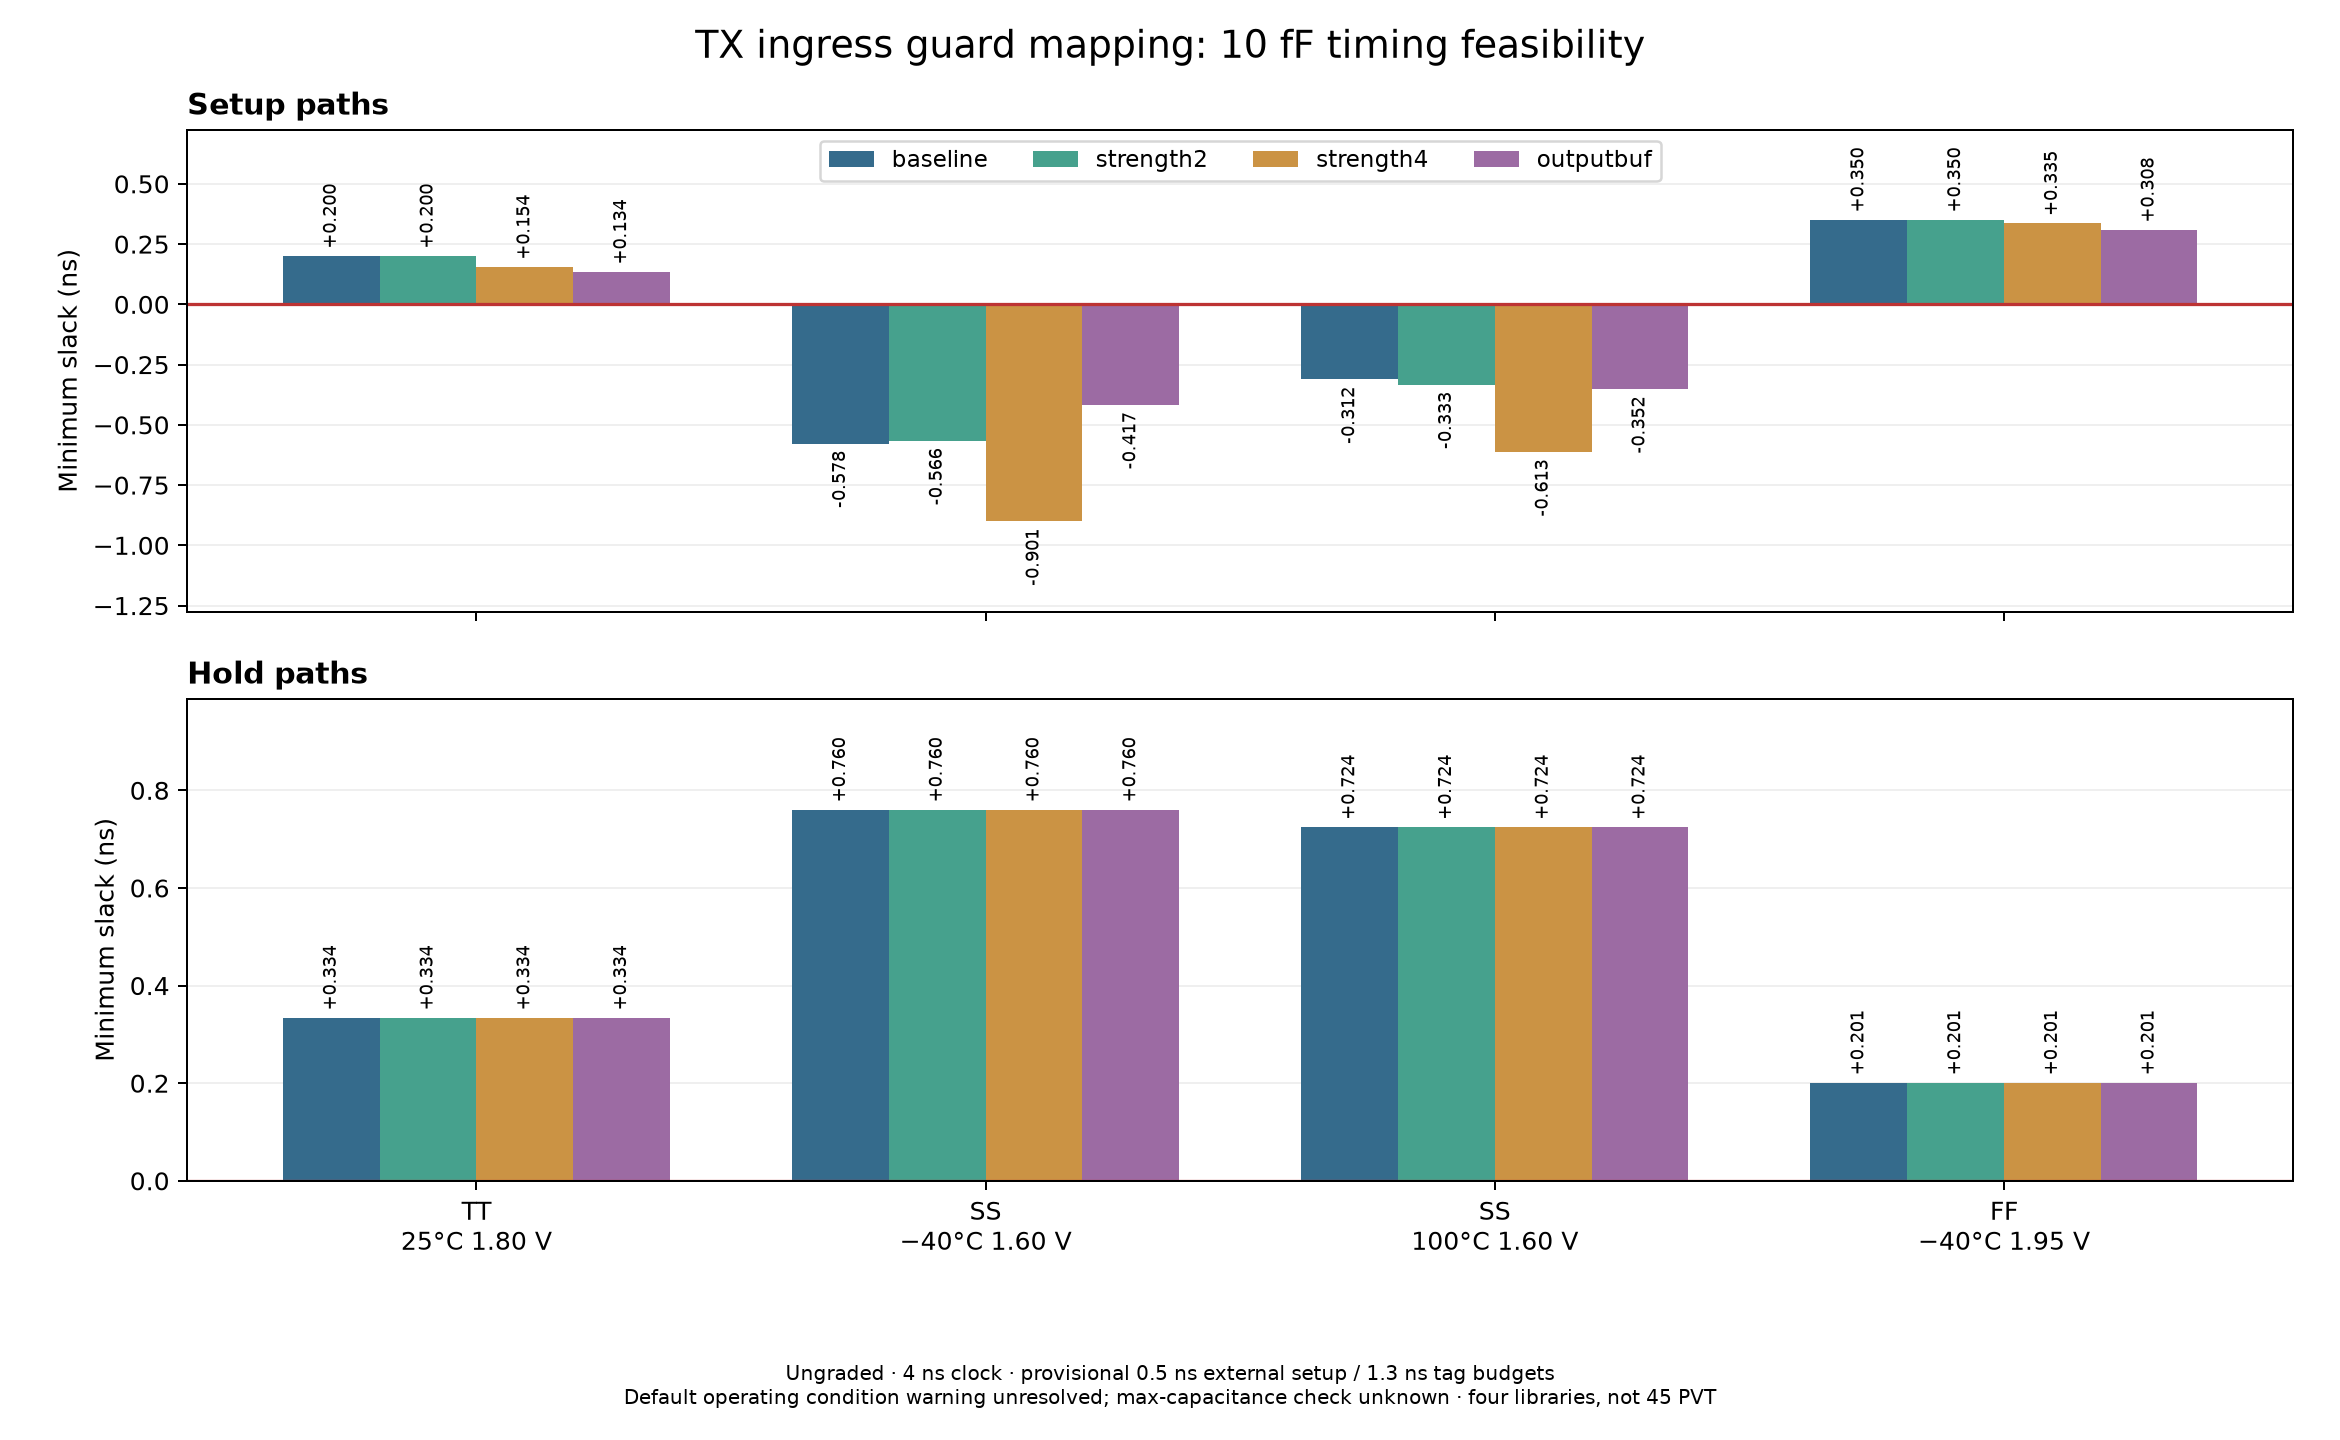 TX ingress guard mapping: 10 fF timing feasibility
Setup paths
baseline strength2 strength4 outputbuf
Minimum slack (ns)
0.50
0.25
0.00
−0.25
−0.50
−0.75
−1.00
−1.25
+0.200 +0.200 +0.154 +0.134
-0.578 -0.566 -0.901 -0.417
-0.312 -0.333 -0.613 -0.352
+0.350 +0.350 +0.335 +0.308
Hold paths
Minimum slack (ns)
0.8
0.6
0.4
0.2
0.0
+0.334 +0.334 +0.334 +0.334
+0.760 +0.760 +0.760 +0.760
+0.724 +0.724 +0.724 +0.724
+0.201 +0.201 +0.201 +0.201
TT
25°C 1.80 V
SS
−40°C 1.60 V
SS
100°C 1.60 V
FF
−40°C 1.95 V
Ungraded · 4 ns clock · provisional 0.5 ns external setup / 1.3 ns tag budgets
Default operating condition warning unresolved; max-capacitance check unknown · four libraries, not 45 PVT